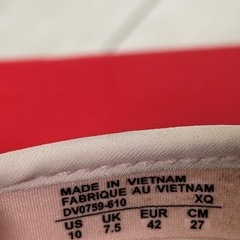 MADE IN VIETNAM
FABRIQUE AU VIETNAM
DV0759-610 XQ
US UK EUR CM
10 7.5 42 27